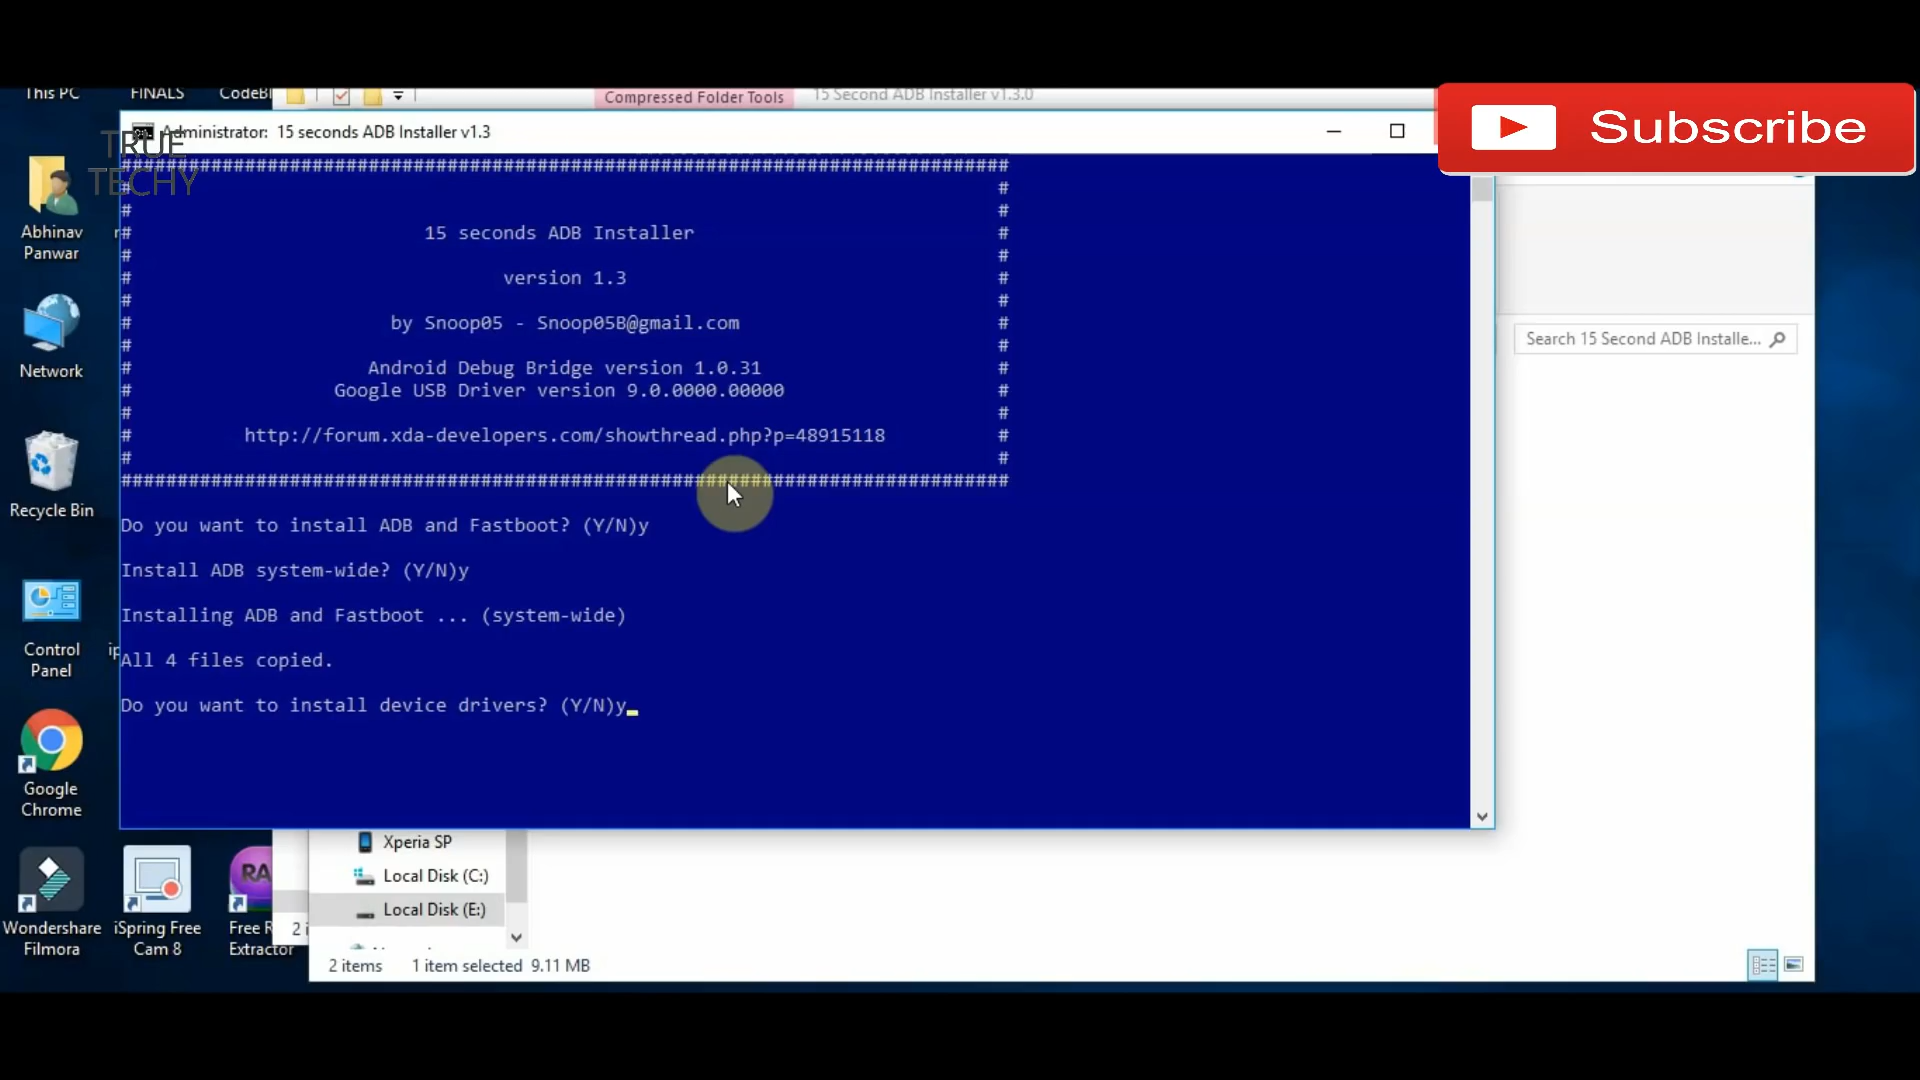 This PC
FINALS
Compressed Folder Tools
15 Second ADB Installer v1.3.0
Subscribe
Administrator: 15 seconds ADB Installer v1.3
TRUE
TECHY
###############################################################################
#
#
#
#
#
15 seconds ADB Installer
#
#
#
#
version 1.3
#
#
#
#
by Snoop05 - Snoop05B@gmail.com
#
#
#
#
Android Debug Bridge version 1.0.31
#
#
Google USB Driver version 9.0.0000.00000
#
#
#
#
http://forum.xda-developers.com/showthread.php?p=48915118
#
#
#
###############################################################################
Do you want to install ADB and Fastboot? (Y/N)y
Install ADB system-wide? (Y/N)y
Installing ADB and Fastboot ... (system-wide)
All 4 files copied.
Do you want to install device drivers? (Y/N)y
Search 15 Second ADB Installe...
Abhinav
Panwar
Network
Recycle Bin
Control
Panel
Google
Chrome
Wondershare
Filmora
iSpring Free
Cam 8
RA
Free R
Extractor
Xperia SP
Local Disk (C:)
Local Disk (E:)
2 items 1 item selected 9.11 MB